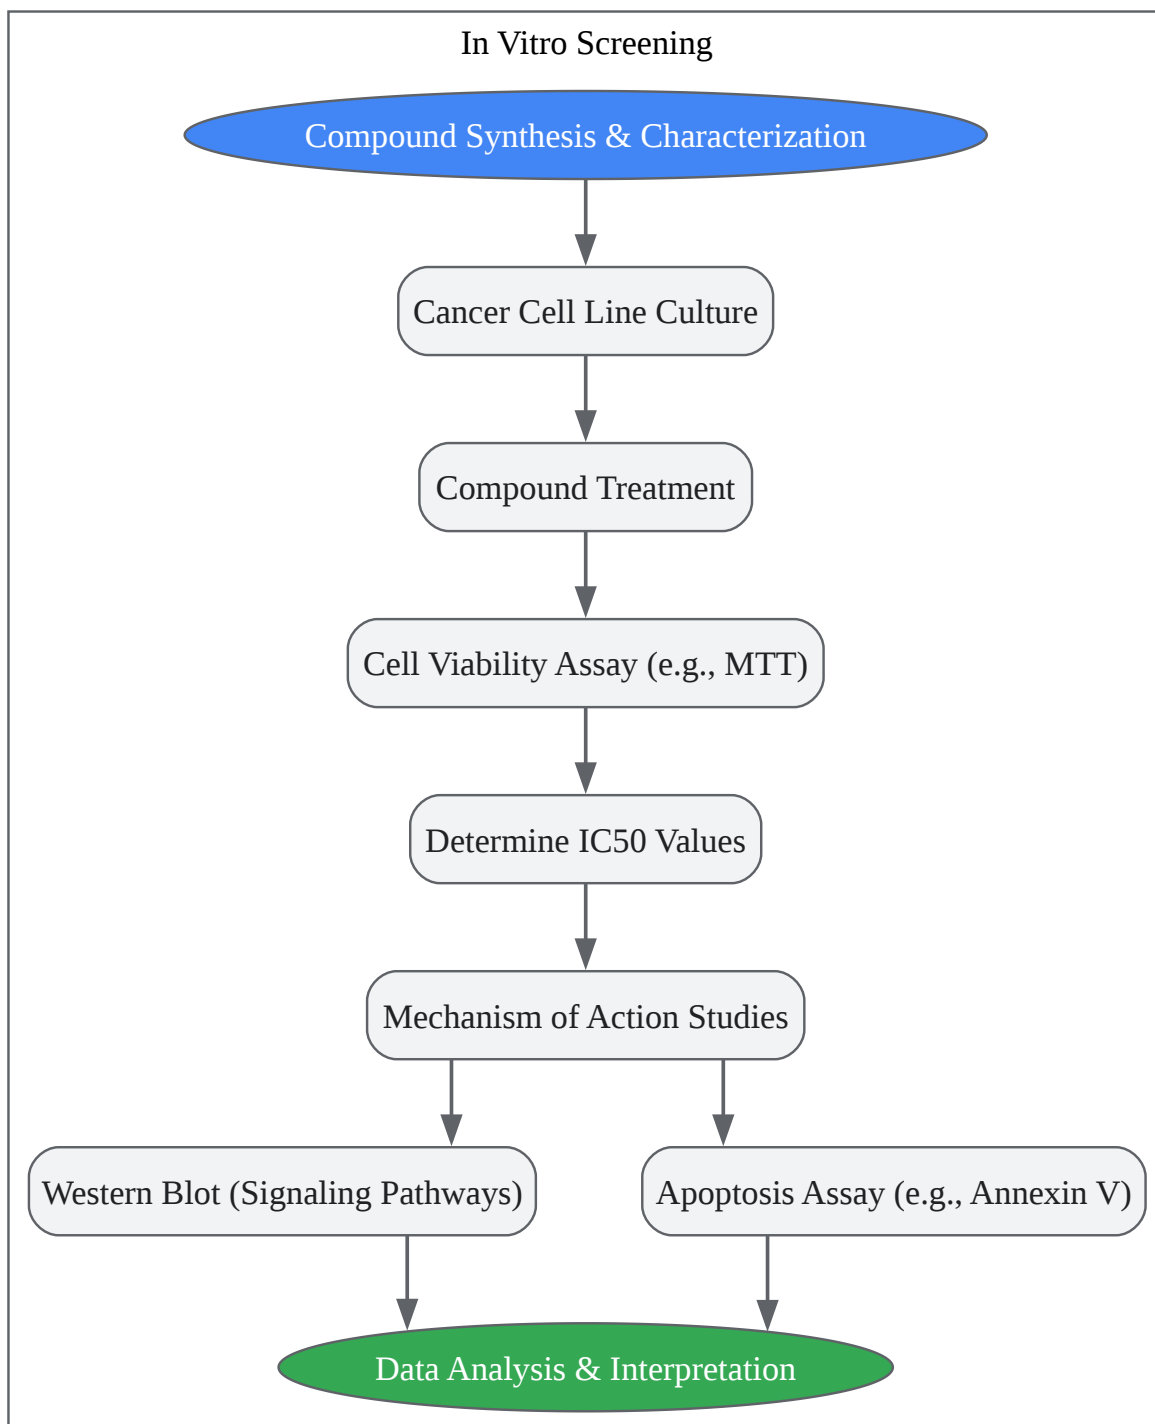 In Vitro Screening
Compound Synthesis & Characterization
Cancer Cell Line Culture
Compound Treatment
Cell Viability Assay (e.g., MTT)
Determine IC50 Values
Mechanism of Action Studies
Western Blot (Signaling Pathways)
Apoptosis Assay (e.g., Annexin V)
Data Analysis & Interpretation